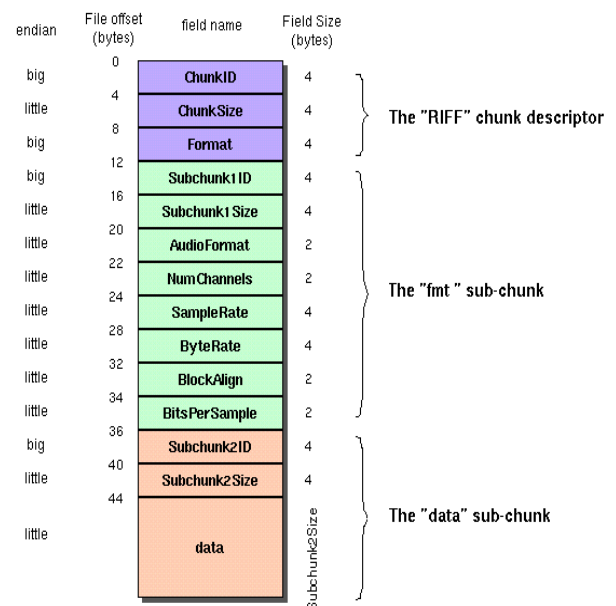 endian File offset (bytes) field name Field Size (bytes)
0
big ChunkID 4
4
little ChunkSize 4
The "RIFF" chunk descriptor
8
big Format 4
12
big Subchunk1ID 4
16
little Subchunk1Size 4
20
little AudioFormat 2
22
little NumChannels 2
The "fmt " sub-chunk
24
little SampleRate 4
28
little ByteRate 4
32
little BlockAlign 2
34
little BitsPerSample 2
36
big Subchunk2ID 4
40
little Subchunk2Size 4
44
The "data" sub-chunk
little data Subchunk2Size